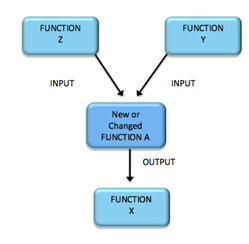 FUNCTION
Z
FUNCTION
Y
INPUT
INPUT
New or
Changed
FUNCTION A
OUTPUT
FUNCTION
X